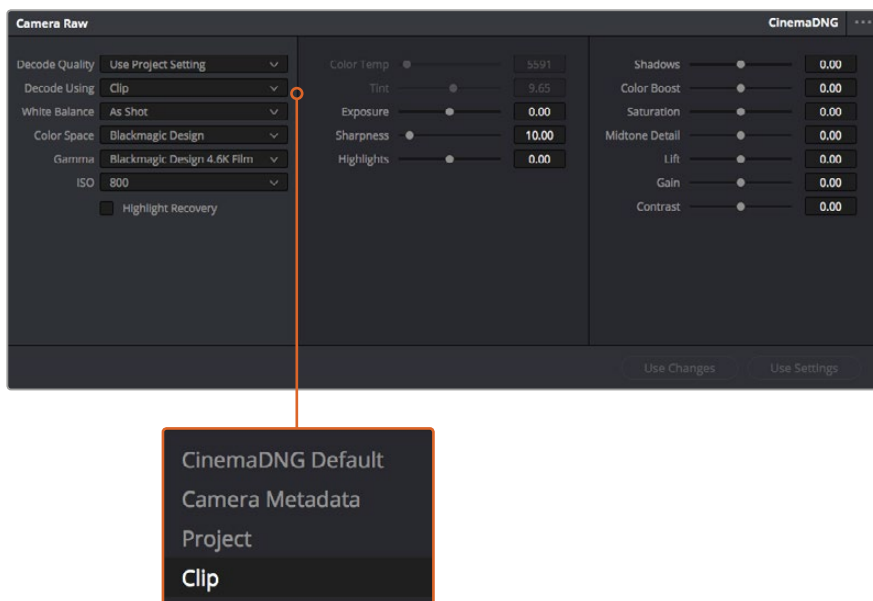 Camera Raw
CinemaDNG
Decode Quality Use Project Setting
Decode Using Clip
White Balance As Shot
Color Space Blackmagic Design
Gamma Blackmagic Design 4.6K Film
ISO 800
Highlight Recovery
Color Temp 5591
Tint 9.65
Exposure 0.00
Sharpness 10.00
Highlights 0.00
Shadows 0.00
Color Boost 0.00
Saturation 0.00
Midtone Detail 0.00
Lift 0.00
Gain 0.00
Contrast 0.00
Use Changes
Use Settings
CinemaDNG Default
Camera Metadata
Project
Clip